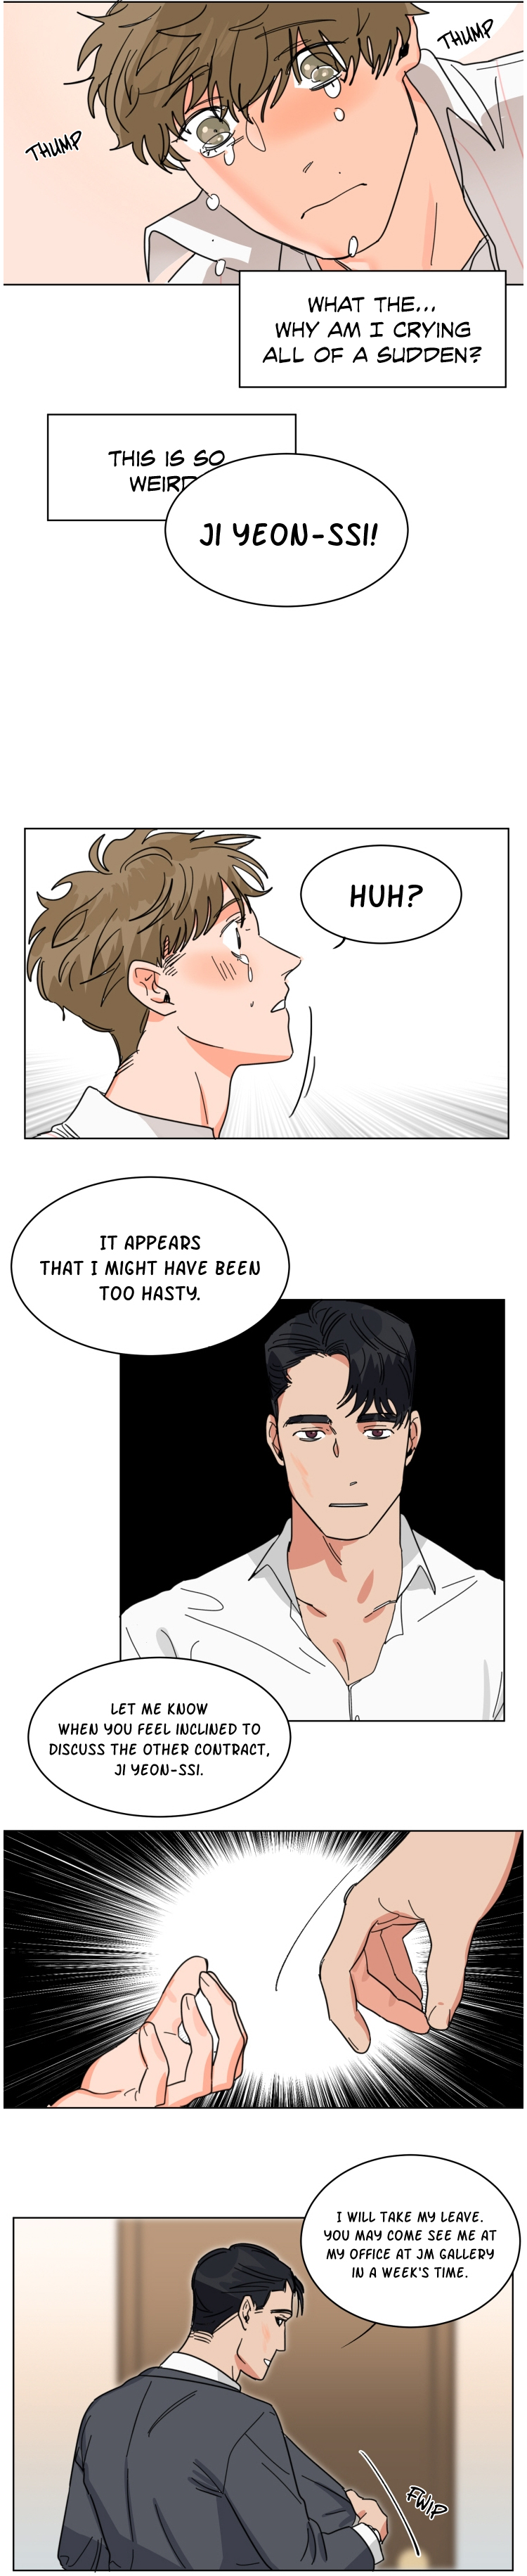 THUMP
THUMP
WHAT THE...
WHY AM I CRYING
ALL OF A SUDDEN?
THIS IS SO
WEIRD
JI YEON-SSI!
HUH?
IT APPEARS
THAT I MIGHT HAVE BEEN
TOO HASTY.
LET ME KNOW
WHEN YOU FEEL INCLINED TO
DISCUSS THE OTHER CONTRACT,
JI YEON-SSI.
I WILL TAKE MY LEAVE.
YOU MAY COME SEE ME AT
MY OFFICE AT JM GALLERY
IN A WEEK'S TIME.
FWIP